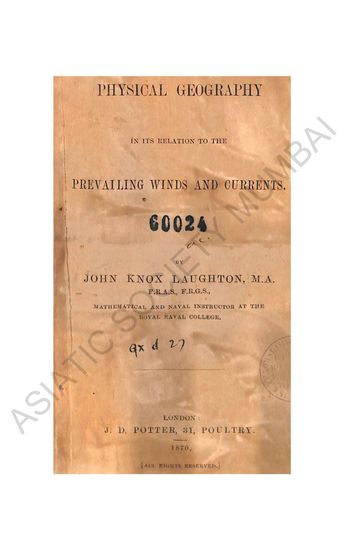 PHYSICAL GEOGRAPHY
IN ITS RELATION TO THE
PREVAILING WINDS AND CURRENTS.
60024
BY
JOHN KNOX LAUGHTON, M.A.
F.R.A.S., F.R.G.S.,
MATHEMATICAL AND NAVAL INSTRUCTOR AT THE
ROYAL NAVAL COLLEGE.
LONDON:
J. D. POTTER, 31, POULTRY.
1870.
[ALL RIGHTS RESERVED.]
ASIATIC SOCIETY MUMBAI